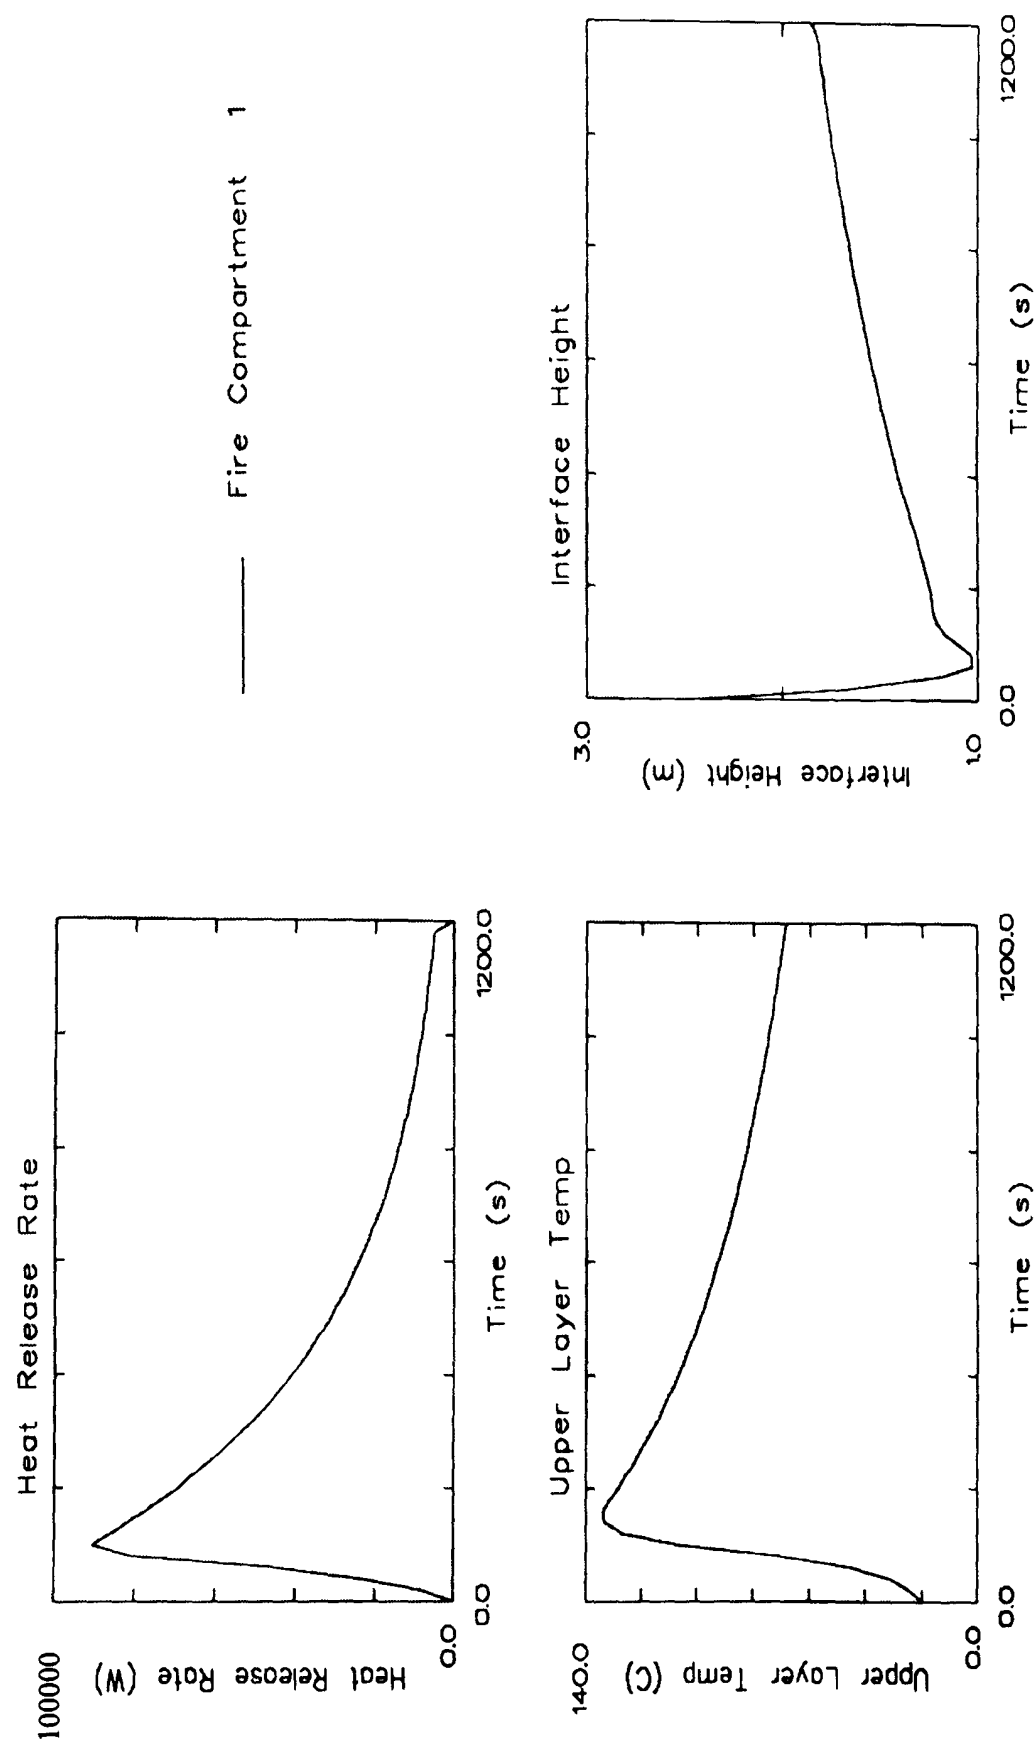 Heat Release Rate
100000
Heat Release Rate (W)
0.0
0.0
1200.0
Time (s)
Fire Compartment 1
Upper Layer Temp
140.0
Upper Layer Temp (C)
0.0
0.0
1200.0
Time (s)
Interface Height
3.0
Interface Height (m)
1.0
0.0
1200.0
Time (s)